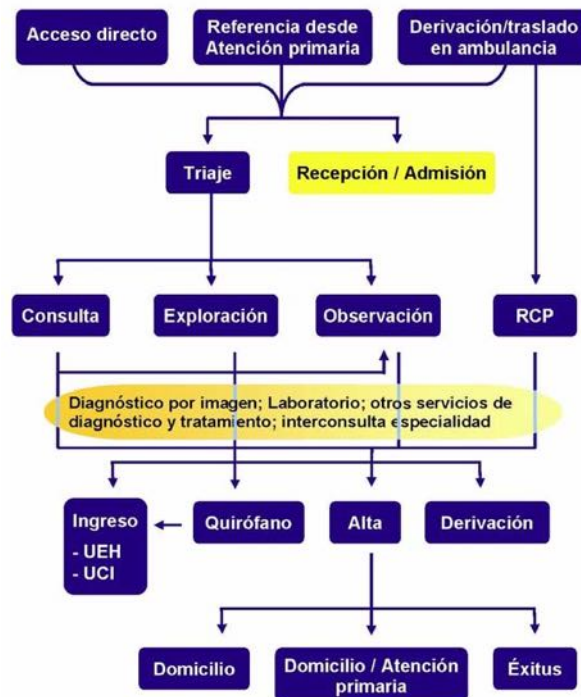 Acceso directo
Referencia desde
Atención primaria
Derivación/traslado
en ambulancia
Triaje
Recepción / Admisión
Consulta
Exploración
Observación
RCP
Diagnóstico por imagen; Laboratorio; otros servicios de
diagnóstico y tratamiento; interconsulta especialidad
Ingreso
- UEH
- UCI
Quirófano
Alta
Derivación
Domicilio
Domicilio / Atención
primaria
Éxitus